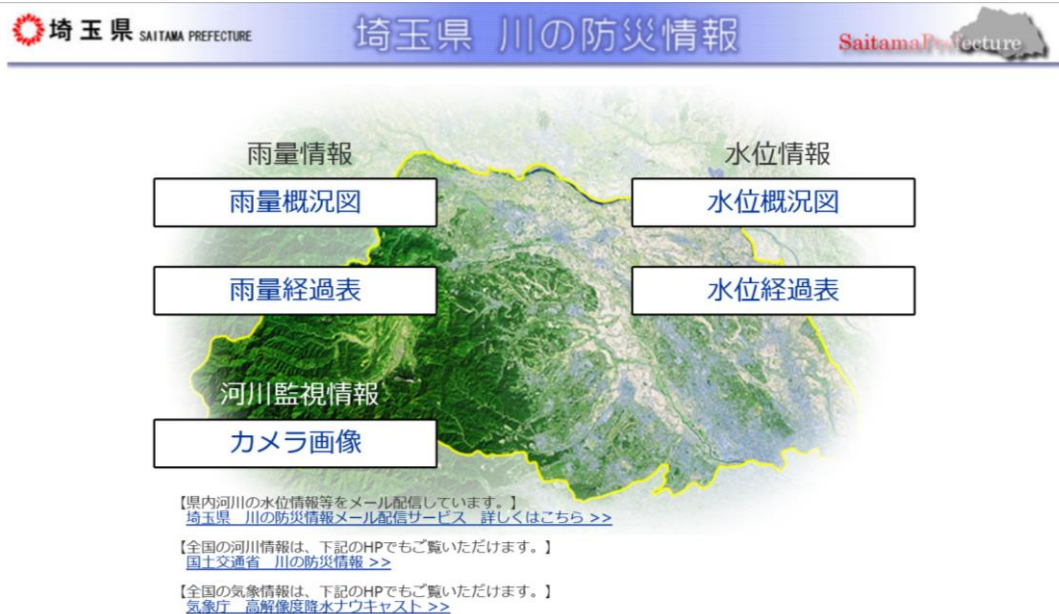 埼玉県 SAITAMA PREFECTURE
埼玉県 川の防災情報
SaitamaPrefecture
雨量情報
水位情報
雨量概況図
水位概況図
雨量経過表
水位経過表
河川監視情報
カメラ画像
【県内河川の水位情報等をメール配信しています。】
埼玉県 川の防災情報メール配信サービス 詳しくはこちら >>
【全国の河川情報は、下記のHPでもご覧いただけます。】
国土交通省 川の防災情報 >>
【全国の気象情報は、下記のHPでもご覧いただけます。】
気象庁 高解像度降水ナウキャスト >>